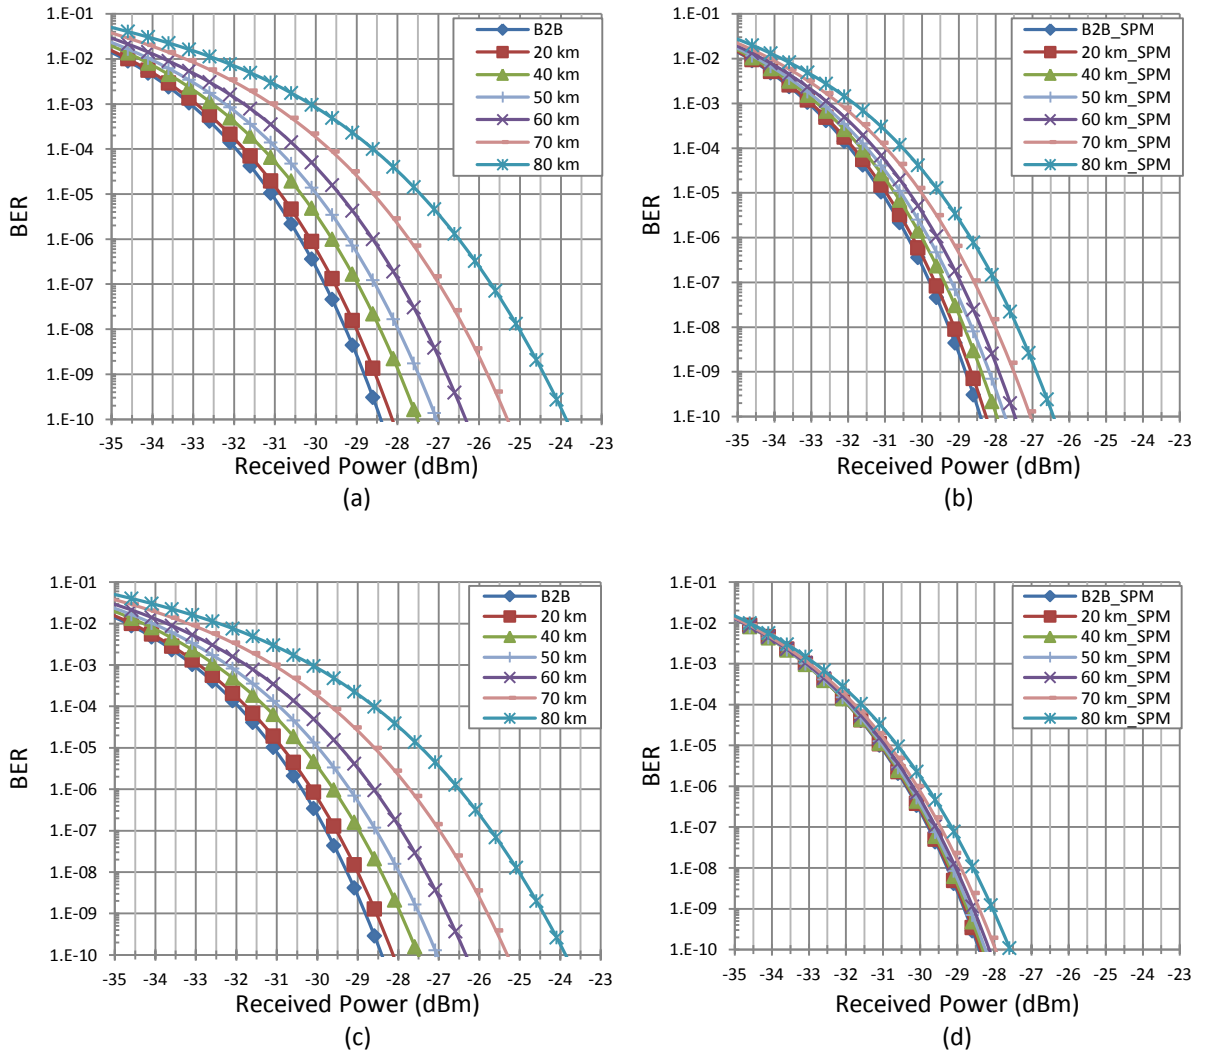 1.E-01
1.E-02
1.E-03
1.E-04
1.E-05
1.E-06
1.E-07
1.E-08
1.E-09
1.E-10
BER
-35 -34 -33 -32 -31 -30 -29 -28 -27 -26 -25 -24 -23
Received Power (dBm)
(a)
B2B
20 km
40 km
50 km
60 km
70 km
80 km
1.E-01
1.E-02
1.E-03
1.E-04
1.E-05
1.E-06
1.E-07
1.E-08
1.E-09
1.E-10
BER
-35 -34 -33 -32 -31 -30 -29 -28 -27 -26 -25 -24 -23
Received Power (dBm)
(b)
B2B_SPM
20 km_SPM
40 km_SPM
50 km_SPM
60 km_SPM
70 km_SPM
80 km_SPM
1.E-01
1.E-02
1.E-03
1.E-04
1.E-05
1.E-06
1.E-07
1.E-08
1.E-09
1.E-10
BER
-35 -34 -33 -32 -31 -30 -29 -28 -27 -26 -25 -24 -23
Received Power (dBm)
(c)
B2B
20 km
40 km
50 km
60 km
70 km
80 km
1.E-01
1.E-02
1.E-03
1.E-04
1.E-05
1.E-06
1.E-07
1.E-08
1.E-09
1.E-10
BER
-35 -34 -33 -32 -31 -30 -29 -28 -27 -26 -25 -24 -23
Received Power (dBm)
(d)
B2B_SPM
20 km_SPM
40 km_SPM
50 km_SPM
60 km_SPM
70 km_SPM
80 km_SPM